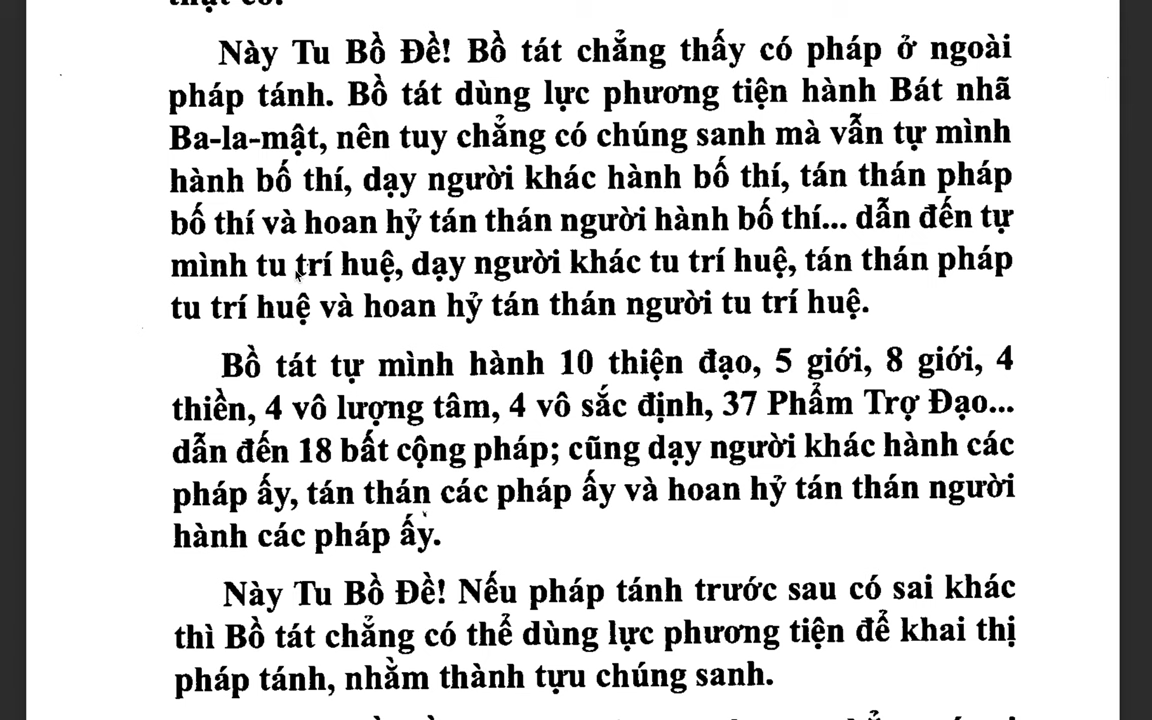 Này Tu Bồ Đề! Bồ tát chẳng thấy có pháp ở ngoài
pháp tánh. Bồ tát dùng lực phương tiện hành Bát nhã
Ba-la-mật, nên tuy chẳng có chúng sanh mà vẫn tự mình
hành bố thí, dạy người khác hành bố thí, tán thán pháp
bố thí và hoan hỷ tán thán người hành bố thí... dẫn đến tự
mình tu trí huệ, dạy người khác tu trí huệ, tán thán pháp
tu trí huệ và hoan hỷ tán thán người tu trí huệ.
Bồ tát tự mình hành 10 thiện đạo, 5 giới, 8 giới, 4
thiền, 4 vô lượng tâm, 4 vô sắc định, 37 Phẩm Trợ Đạo...
dẫn đến 18 bất cộng pháp; cũng dạy người khác hành các
pháp ấy, tán thán các pháp ấy và hoan hỷ tán thán người
hành các pháp ấy.
Này Tu Bồ Đề! Nếu pháp tánh trước sau có sai khác
thì Bồ tát chẳng có thể dùng lực phương tiện để khai thị
pháp tánh, nhằm thành tựu chúng sanh.